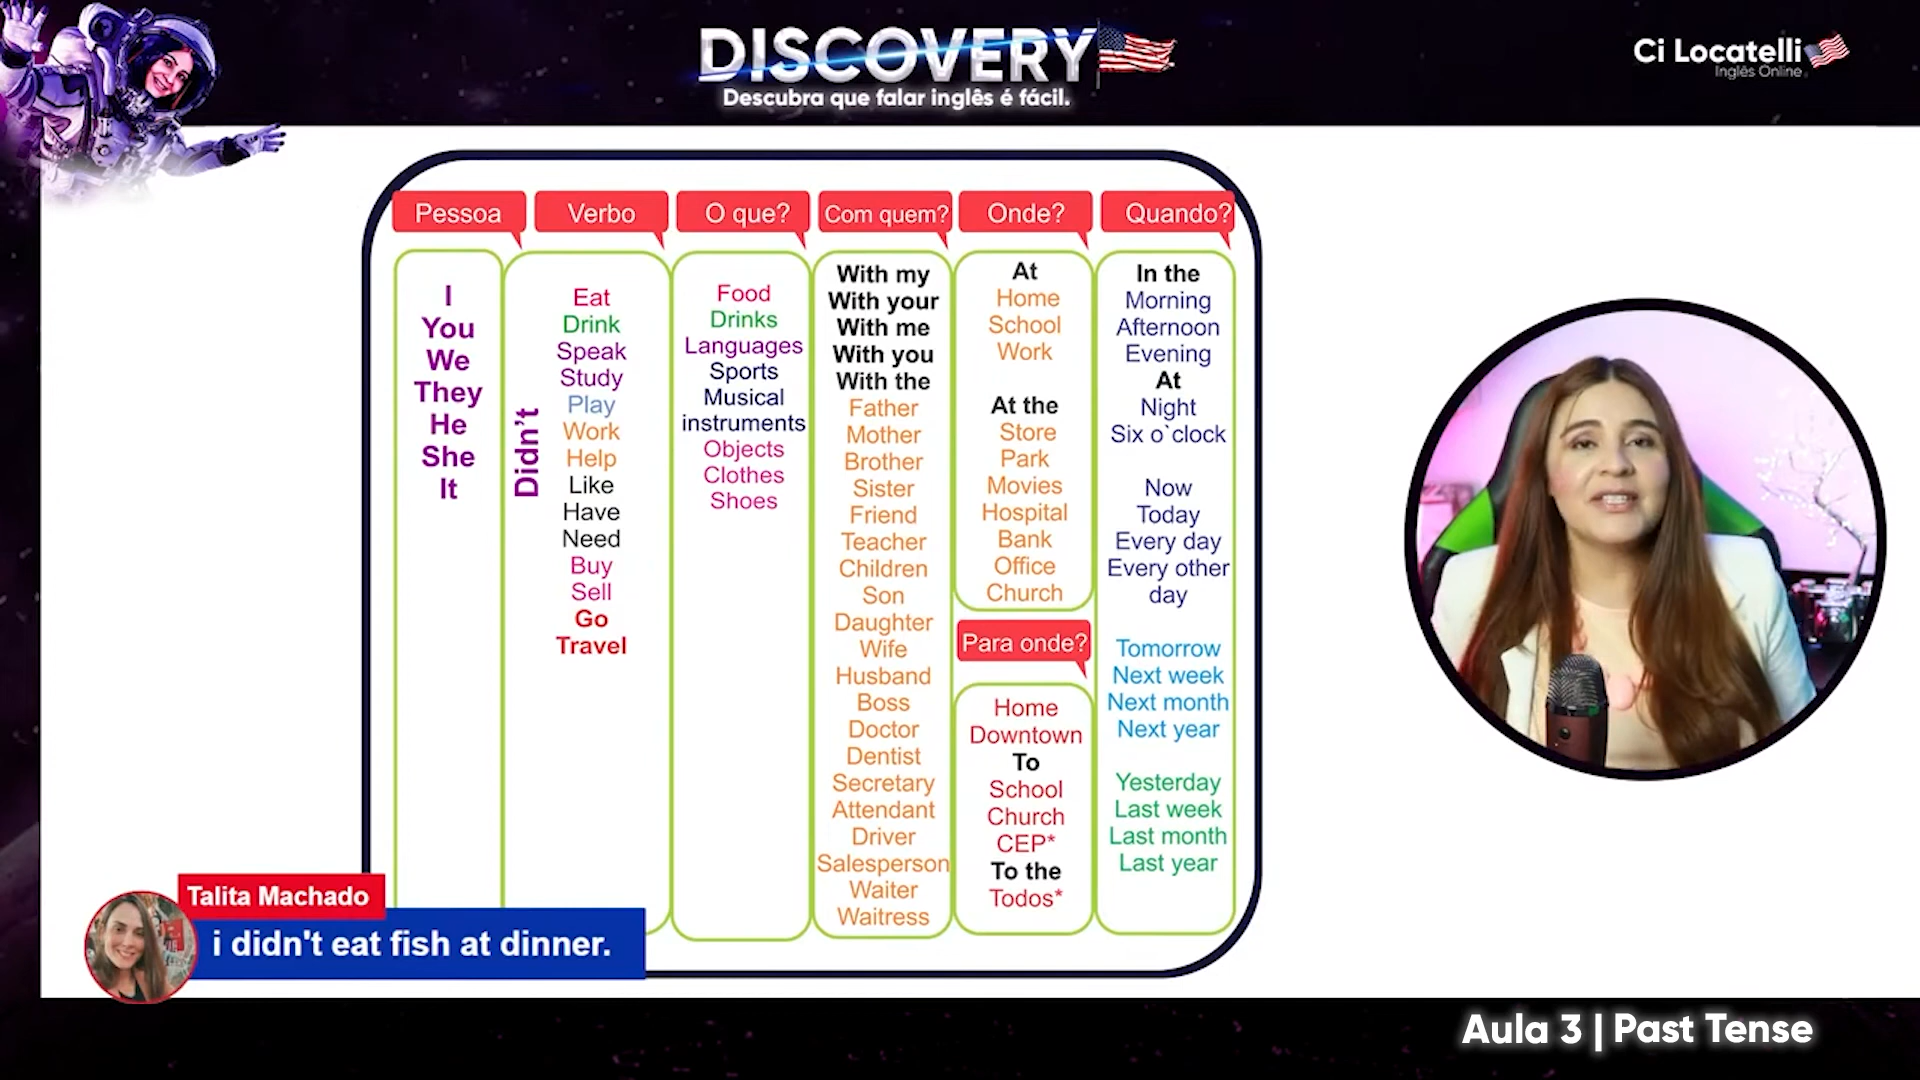 DISCOVERY
Descubra que falar inglês é fácil.
Ci Locatelli
Inglês Online
Pessoa
I
You
We
They
He
She
It
Verbo
Didn't
Eat
Drink
Speak
Study
Play
Work
Help
Like
Have
Need
Buy
Sell
Go
Travel
O que?
Food
Drinks
Languages
Sports
Musical
instruments
Objects
Clothes
Shoes
Com quem?
With my
With your
With me
With you
With the
Father
Mother
Brother
Sister
Friend
Teacher
Children
Son
Daughter
Wife
Husband
Boss
Doctor
Dentist
Secretary
Attendant
Driver
Salesperson
Waiter
Waitress
Onde?
At
Home
School
Work
At the
Store
Park
Movies
Hospital
Bank
Office
Church
Para onde?
Home
Downtown
To
School
Church
CEP*
To the
Todos*
Quando?
In the
Morning
Afternoon
Evening
At
Night
Six o`clock
Now
Today
Every day
Every other
day
Tomorrow
Next week
Next month
Next year
Yesterday
Last week
Last month
Last year
Talita Machado
i didn't eat fish at dinner.
Aula 3 | Past Tense